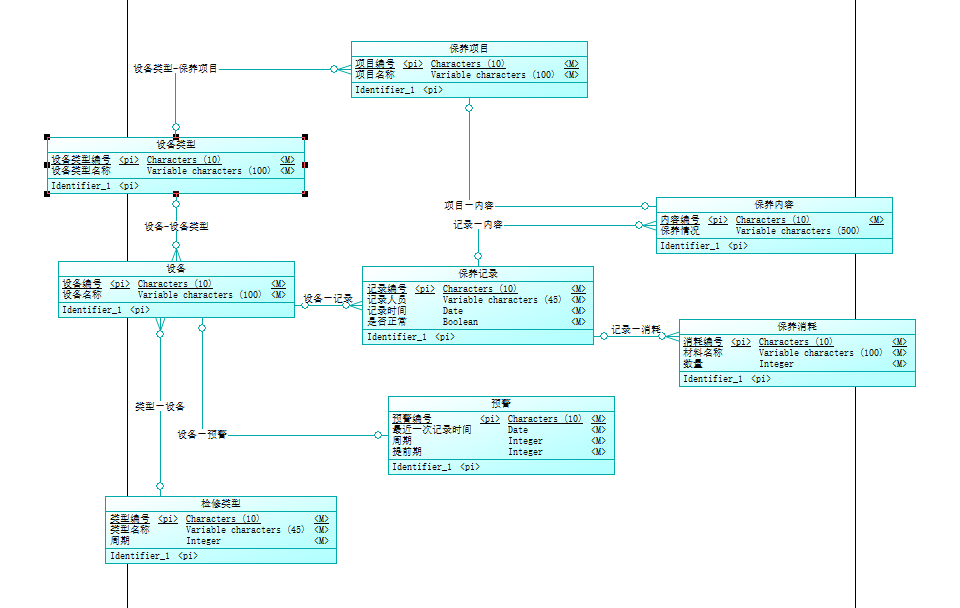 保养项目
项目编号 <pi> Characters (10) <M>
项目名称 Variable characters (100) <M>
Identifier_1 <pi>
设备类型-保养项目
设备类型
设备类型编号 <pi> Characters (10) <M>
设备类型名称 Variable characters (100) <M>
Identifier_1 <pi>
设备-设备类型
项目-内容
记录-内容
保养内容
内容编号 <pi> Characters (10) <M>
保养情况 Variable characters (500)
Identifier_1 <pi>
设备
设备编号 <pi> Characters (10) <M>
设备名称 Variable characters (100) <M>
Identifier_1 <pi>
设备-记录
保养记录
记录编号 <pi> Characters (10) <M>
记录人员 Variable characters (45) <M>
记录时间 Date <M>
是否正常 Boolean <M>
Identifier_1 <pi>
记录-消耗
保养消耗
消耗编号 <pi> Characters (10) <M>
材料名称 Variable characters (100) <M>
数量 Integer <M>
Identifier_1 <pi>
类型-设备
设备-预警
预警
预警编号 <pi> Characters (10) <M>
最近一次记录时间 Date <M>
周期 Integer <M>
提前期 Integer <M>
Identifier_1 <pi>
检修类型
类型编号 <pi> Characters (10) <M>
类型名称 Variable characters (45) <M>
周期 Integer <M>
Identifier_1 <pi>